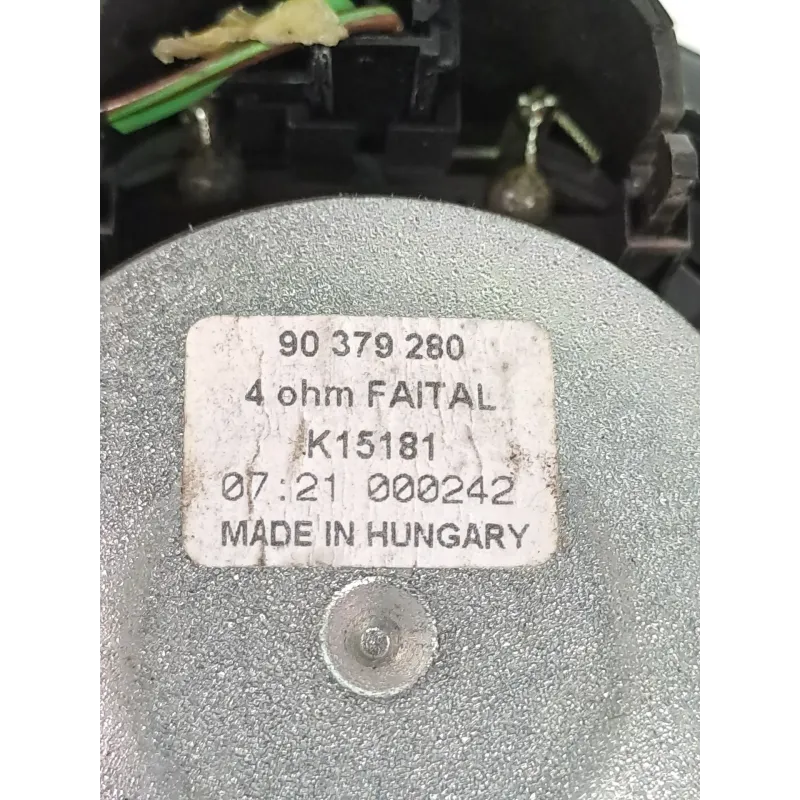 90 379 280
4 ohm FAITAL
K15181
07:21 000242
MADE IN HUNGARY